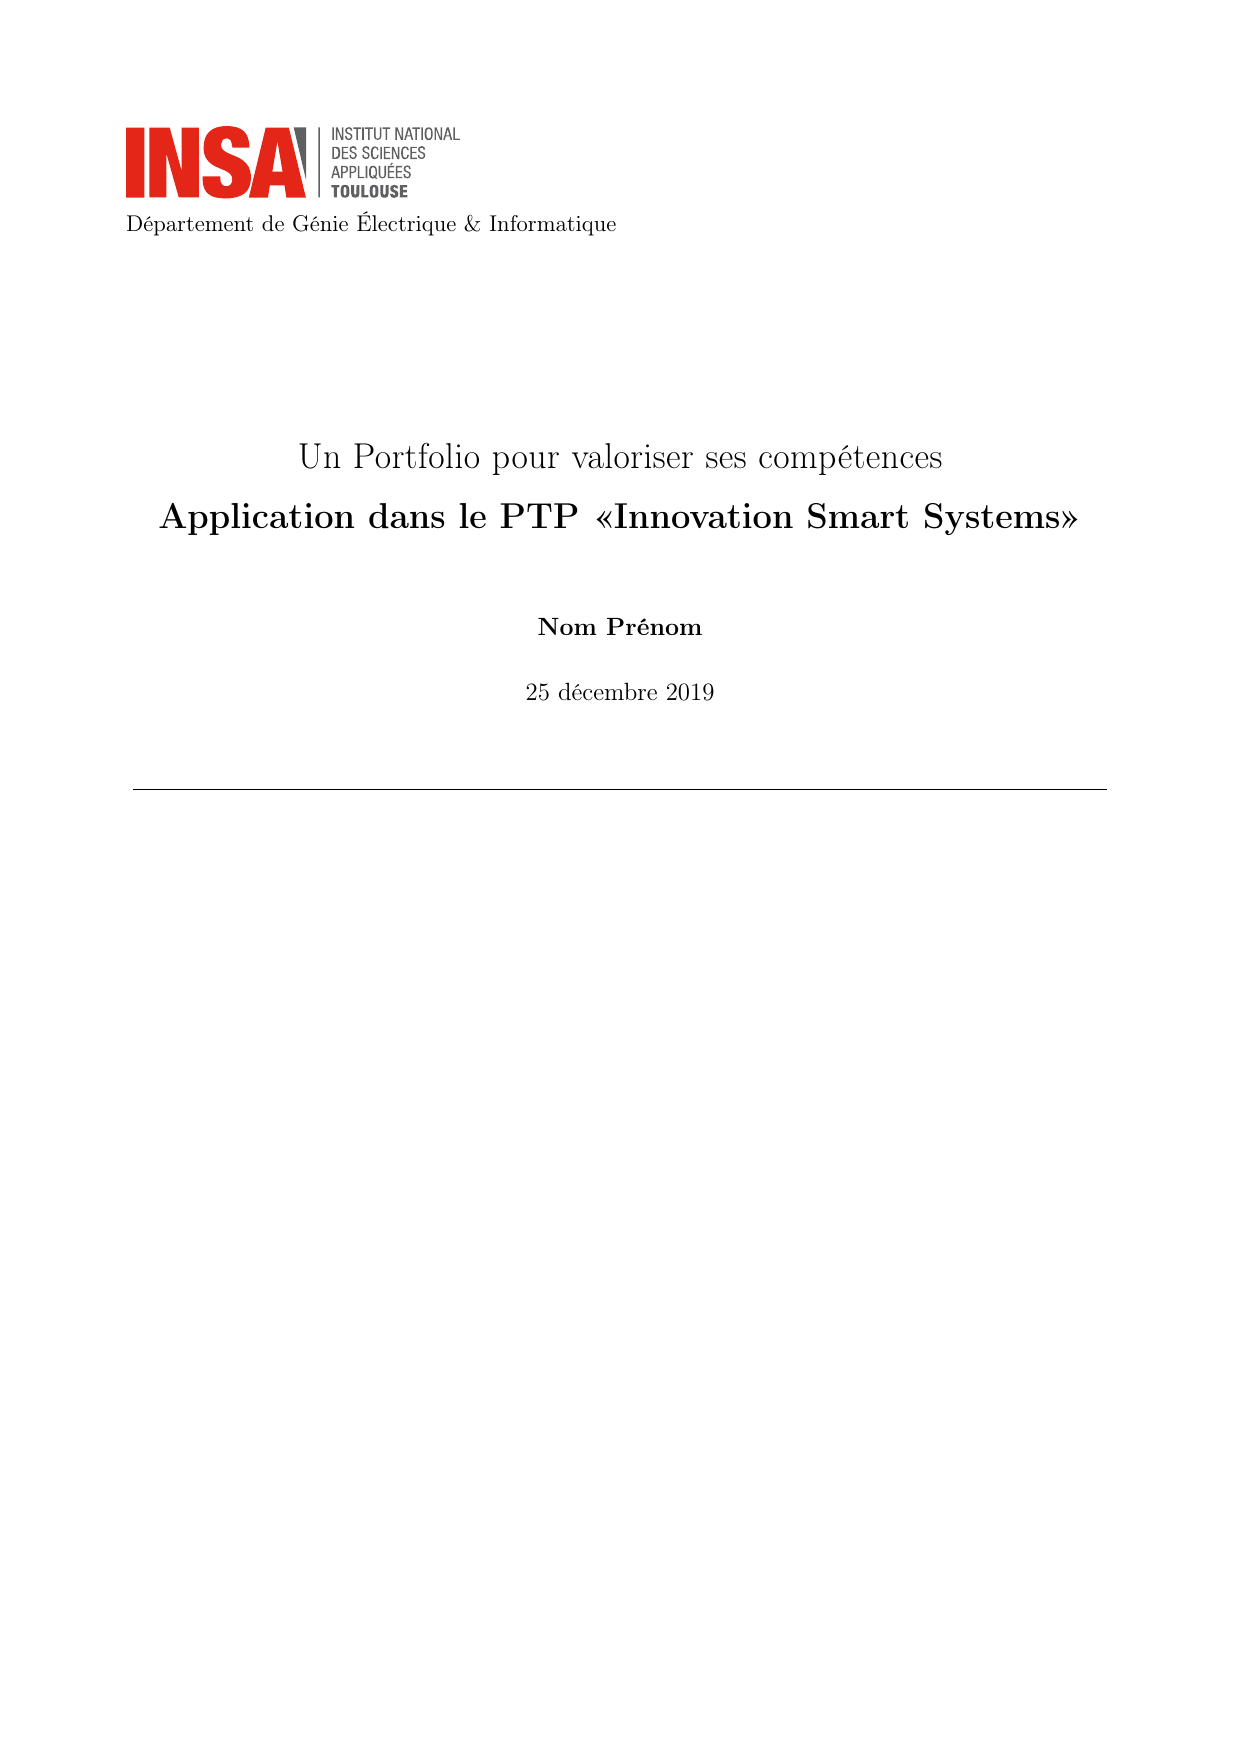 INSA
INSTITUT NATIONAL
DES SCIENCES
APPLIQUÉES
TOULOUSE
Département de Génie Électrique & Informatique
Un Portfolio pour valoriser ses compétences
Application dans le PTP «Innovation Smart Systems»
Nom Prénom
25 décembre 2019